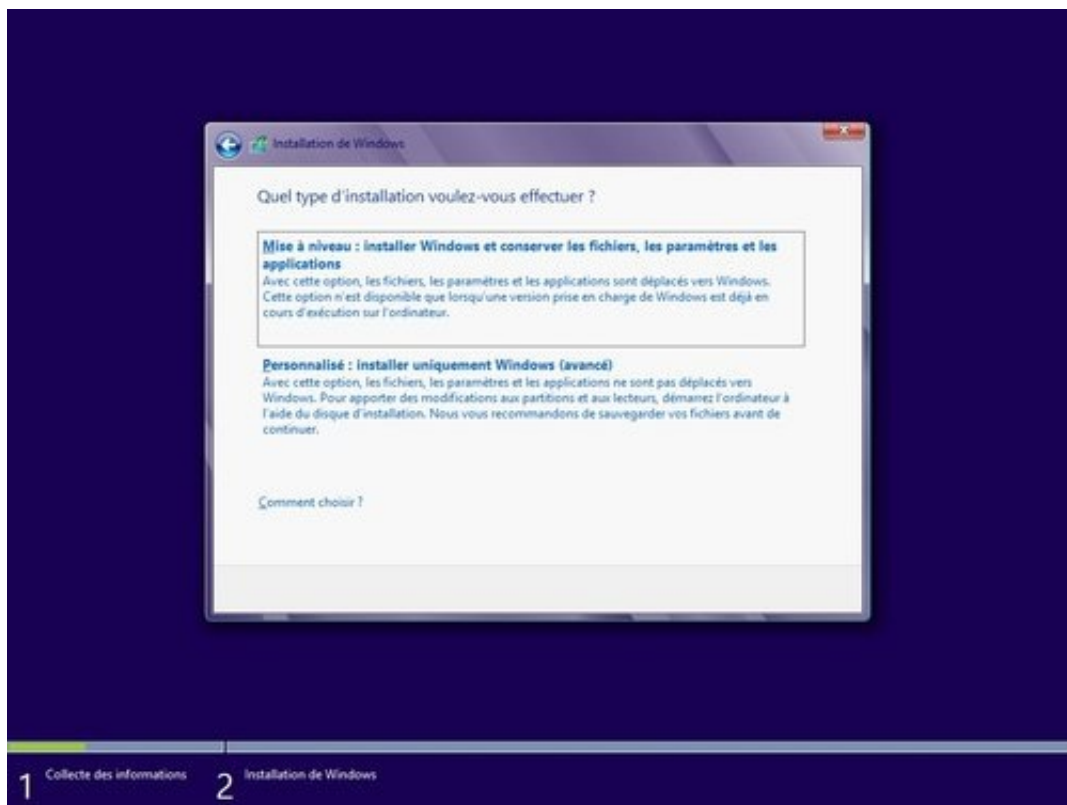 Installation de Windows
Quel type d'installation voulez-vous effectuer ?
Mise à niveau : installer Windows et conserver les fichiers, les paramètres et les
applications
Avec cette option, les fichiers, les paramètres et les applications sont déplacés vers Windows.
Cette option n'est disponible que lorsqu'une version prise en charge de Windows est déjà en
cours d'exécution sur l'ordinateur.
Personnalisé : installer uniquement Windows (avancé)
Avec cette option, les fichiers, les paramètres et les applications ne sont pas déplacés vers
Windows. Pour apporter des modifications aux partitions et aux lecteurs, démarrez l'ordinateur à
l'aide du disque d'installation. Nous vous recommandons de sauvegarder vos fichiers avant de
continuer.
Comment choisir ?
1 Collecte des informations 2 Installation de Windows